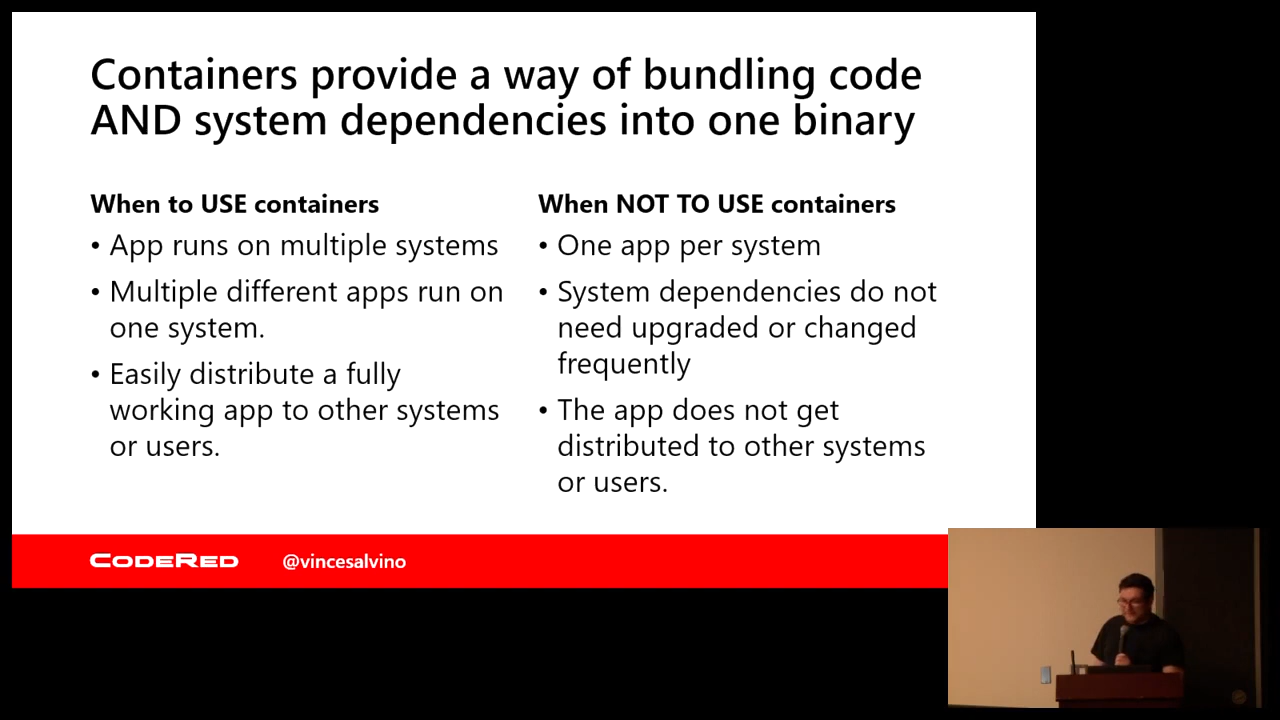 Containers provide a way of bundling code
AND system dependencies into one binary
When to USE containers
• App runs on multiple systems
• Multiple different apps run on
one system.
• Easily distribute a fully
working app to other systems
or users.
When NOT TO USE containers
• One app per system
• System dependencies do not
need upgraded or changed
frequently
• The app does not get
distributed to other systems
or users.
CODERED
@vincesalvino